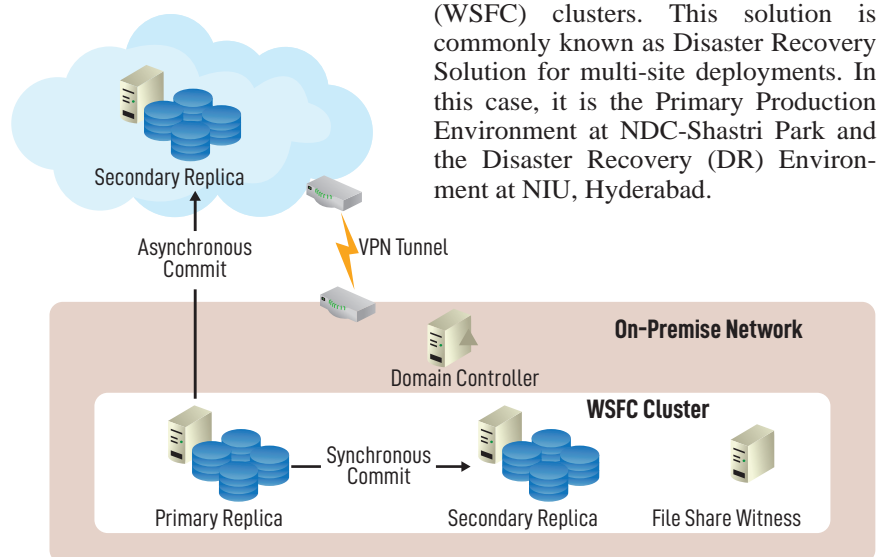 (WSFC) clusters. This solution is
commonly known as Disaster Recovery
Solution for multi-site deployments. In
this case, it is the Primary Production
Environment at NDC-Shastri Park and
the Disaster Recovery (DR) Environ-
ment at NIU, Hyderabad.
Secondary Replica
Asynchronous
Commit
VPN Tunnel
On-Premise Network
Domain Controller
WSFC Cluster
Synchronous
Commit
Primary Replica
Secondary Replica
File Share Witness